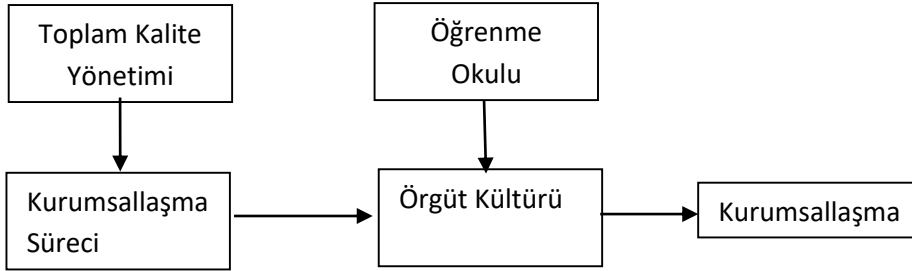 Toplam Kalite
Yönetimi
Öğrenme
Okulu
Kurumsallaşma
Süreci
Örgüt Kültürü
Kurumsallaşma